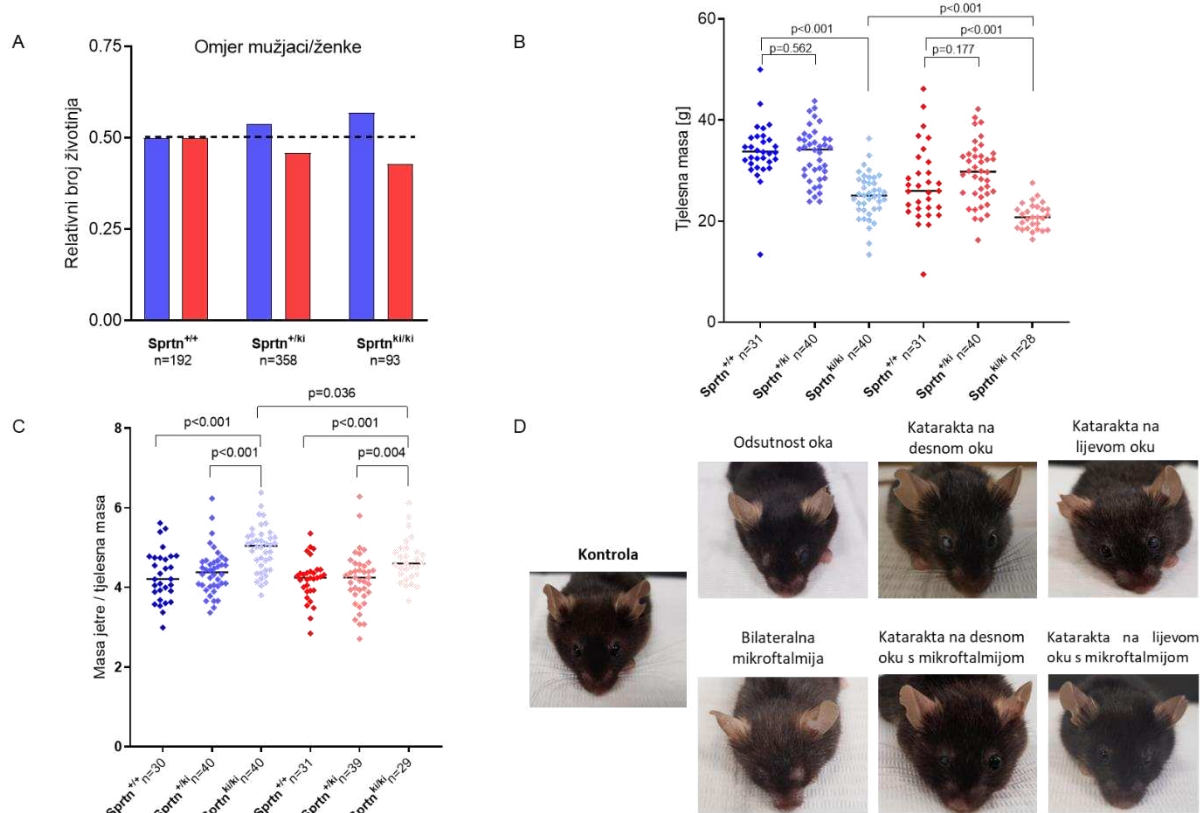 A
Omjer mužjaci/ženke
Relativni broj životinja
0.75
0.50
0.25
0.00
Sprtn+/+
n=192
Sprtn+/ki
n=358
Sprtnki/ki
n=93
B
p<0.001
p<0.001
p<0.001
p=0.562
p=0.177
Tjelesna masa [g]
60
40
20
0
Sprtn+/+ n=31
Sprtn+/ki n=40
Sprtnki/ki n=40
Sprtn+/+ n=31
Sprtn+/ki n=40
Sprtnki/ki n=28
C
p=0.036
p<0.001
p<0.001
p<0.001
p=0.004
Masa jetre / tjelesna masa
8
6
4
2
0
Sprtn+/+ n=30
Sprtn+/ki n=40
Sprtnki/ki n=40
Sprtn+/+ n=31
Sprtn+/ki n=39
Sprtnki/ki n=29
D
Kontrola
Odsutnost oka
Katarakta na
desnom oku
Katarakta na
lijevom oku
Bilateralna
mikroftalmija
Katarakta na desnom
oku s mikroftalmijom
Katarakta na lijevom
oku s mikroftalmijom